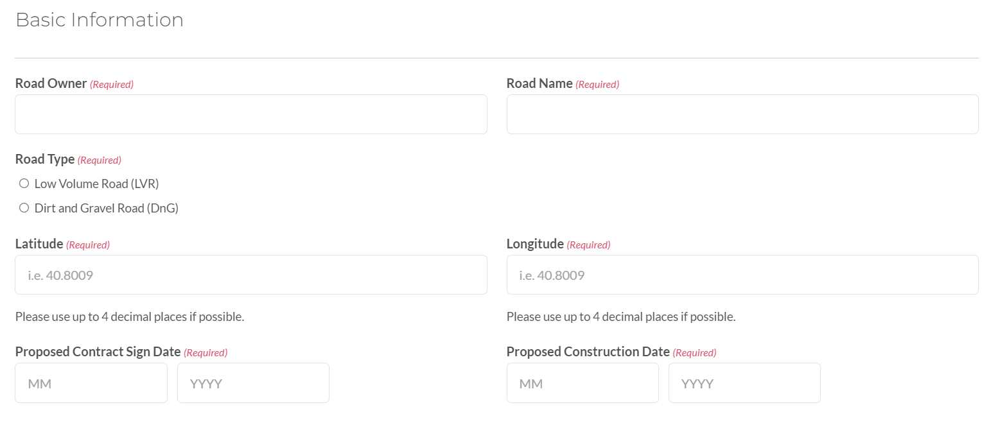 Basic Information
Road Owner (Required)
Road Name (Required)
Road Type (Required)
Low Volume Road (LVR)
Dirt and Gravel Road (DnG)
Latitude (Required)
i.e. 40.8009
Please use up to 4 decimal places if possible.
Longitude (Required)
i.e. 40.8009
Please use up to 4 decimal places if possible.
Proposed Contract Sign Date (Required)
MM YYYY
Proposed Construction Date (Required)
MM YYYY